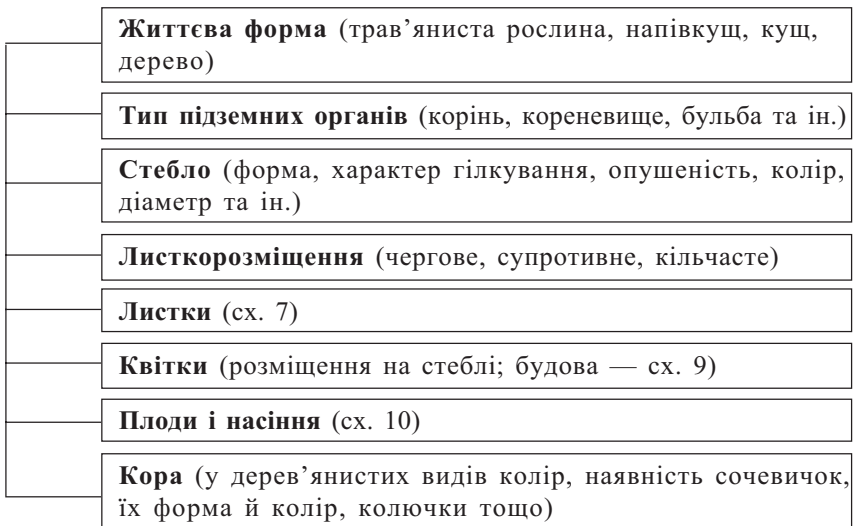 Життєва форма (трав’яниста рослина, напівкущ, кущ,
дерево)
Тип підземних органів (корінь, кореневище, бульба та ін.)
Стебло (форма, характер гілкування, опушеність, колір,
діаметр та ін.)
Листкорозміщення (чергове, супротивне, кільчасте)
Листки (сх. 7)
Квітки (розміщення на стеблі; будова — сх. 9)
Плоди і насіння (сх. 10)
Кора (у дерев’янистих видів колір, наявність сочевичок,
їх форма й колір, колючки тощо)